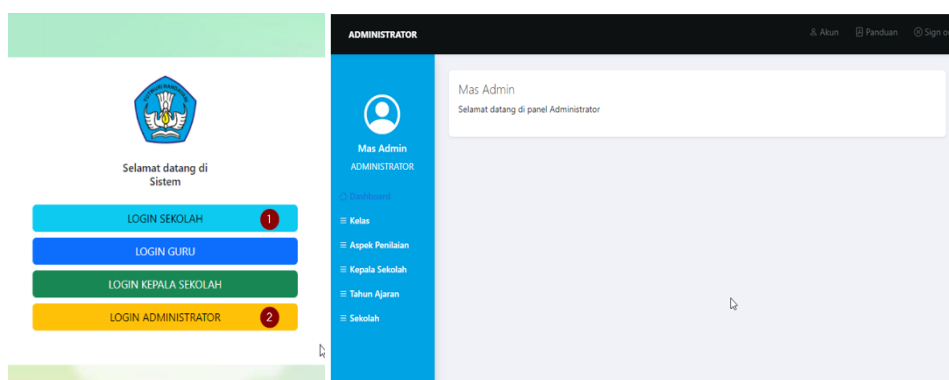 Selamat datang di
Sistem
LOGIN SEKOLAH 1
LOGIN GURU
LOGIN KEPALA SEKOLAH
LOGIN ADMINISTRATOR 2
ADMINISTRATOR
Akun Panduan Sign
Mas Admin
ADMINISTRATOR
Dashboard
Kelas
Aspek Penilaian
Kepala Sekolah
Tahun Ajaran
Sekolah
Mas Admin
Selamat datang di panel Administrator